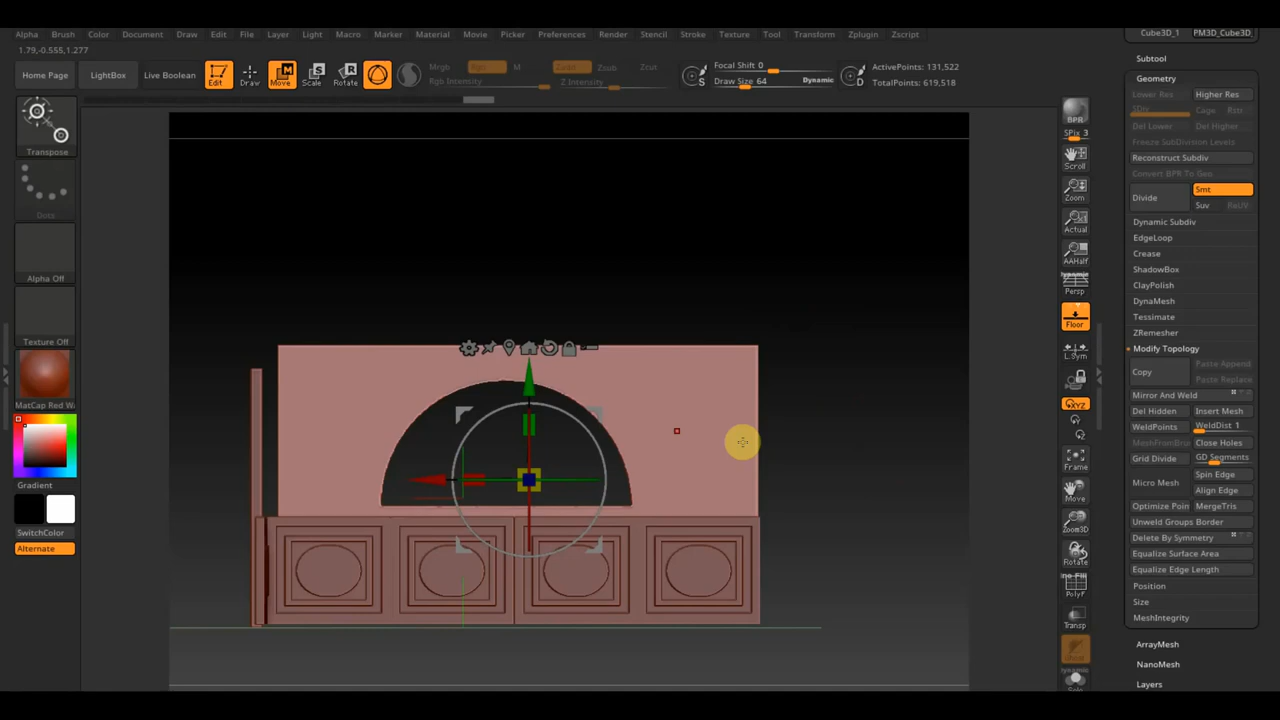 Alpha Brush Color Document Draw Edit File Layer Light Macro Marker Material Movie Picker Preferences Render Stencil Stroke Texture Tool Transform Zplugin Zscript
Cube3D_1 PM3D_Cube3D_
1.79,-0.555,1.277
Home Page LightBox Live Boolean Edit Draw Move Scale Rotate
Mrgb Rgb M Zadd Zsub Zcut
Rgb Intensity Z Intensity
Focal Shift 0
Draw Size 64 Dynamic
ActivePoints: 131,522
TotalPoints: 619,518
Transpose
Dots
Alpha Off
Texture Off
MatCap Red Wa
Gradient
SwitchColor
Alternate
BPR
SPix 3
Scroll
Zoom
Actual
AAHalf
Dynamic
Persp
Floor
L.Sym
XYZ
Y
Z
Frame
Move
Zoom3D
Rotate
PolyF
Transp
Ghost
Dynamic
Solo
Subtool
Geometry
Lower Res Higher Res
SDiv Cage Rstr
Del Lower Del Higher
Freeze SubDivision Levels
Reconstruct Subdiv
Convert BPR To Geo
Divide Smt
Suv ReUV
Dynamic Subdiv
EdgeLoop
Crease
ShadowBox
ClayPolish
DynaMesh
Tessimate
ZRemesher
Modify Topology
Copy Paste Append
Paste Replace
Mirror And Weld
Del Hidden Insert Mesh
WeldPoints WeldDist 1
MeshFromBru Close Holes
Grid Divide GD Segments
Micro Mesh Spin Edge
Align Edge
Optimize Poin MergeTris
Unweld Groups Border
Delete By Symmetry
Equalize Surface Area
Equalize Edge Length
Position
Size
MeshIntegrity
ArrayMesh
NanoMesh
Layers